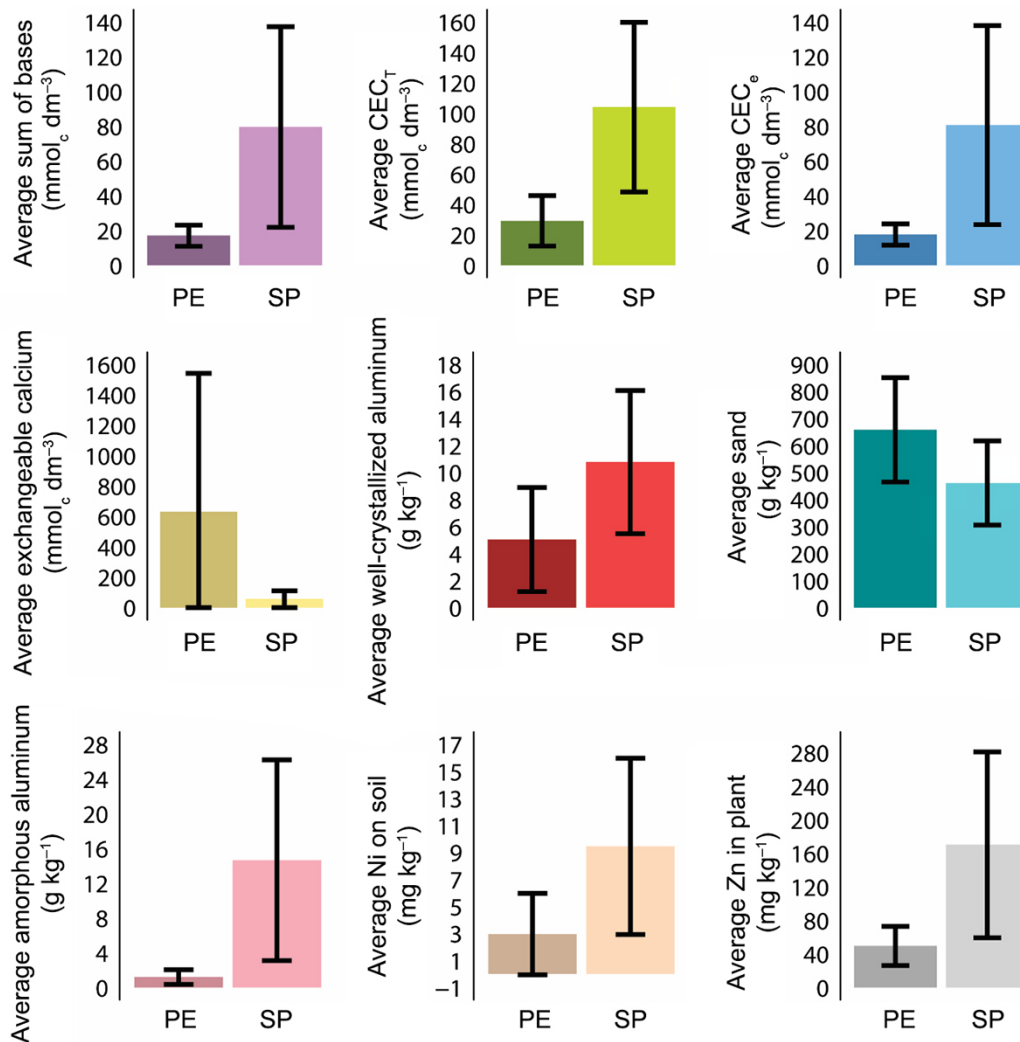 Average sum of bases
(mmolc dm–3)
140
120
100
80
60
40
20
0
PE SP
Average CECT
(mmolc dm–3)
160
140
120
100
80
60
40
20
0
PE SP
Average CECe
(mmolc dm–3)
140
120
100
80
60
40
20
0
PE SP
Average exchangeable calcium
(mmolc dm–3)
1600
1400
1200
1000
800
600
400
200
0
PE SP
Average well-crystallized aluminum
(g kg–1)
18
16
14
12
10
8
6
4
2
0
PE SP
Average sand
(g kg–1)
900
800
700
600
500
400
300
200
100
0
PE SP
Average amorphous aluminum
(g kg–1)
28
24
20
16
12
8
4
0
PE SP
Average Ni on soil
(mg kg–1)
17
15
13
11
9
7
5
3
1
–1
PE SP
Average Zn in plant
(mg kg–1)
280
240
200
160
120
80
40
0
PE SP